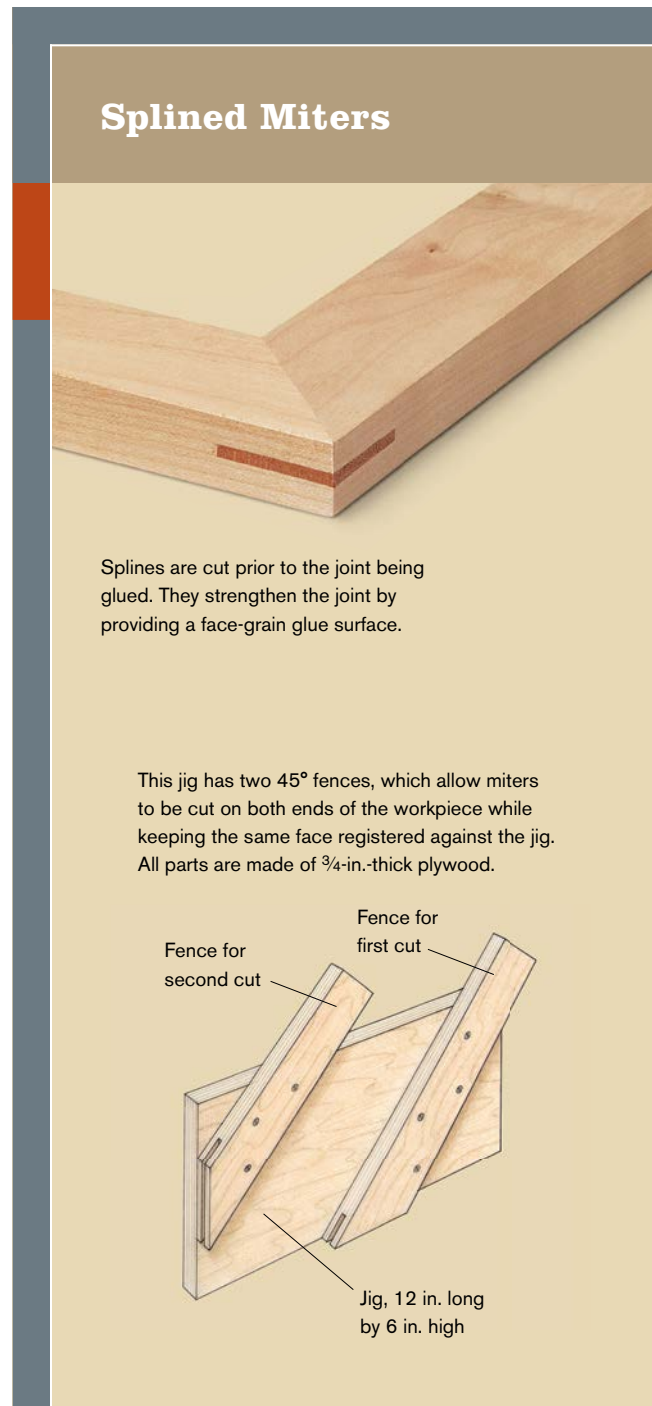 Splined Miters
Splines are cut prior to the joint being
glued. They strengthen the joint by
providing a face-grain glue surface.
This jig has two 45° fences, which allow miters
to be cut on both ends of the workpiece while
keeping the same face registered against the jig.
All parts are made of ¾-in.-thick plywood.
Fence for
first cut
Fence for
second cut
Jig, 12 in. long
by 6 in. high